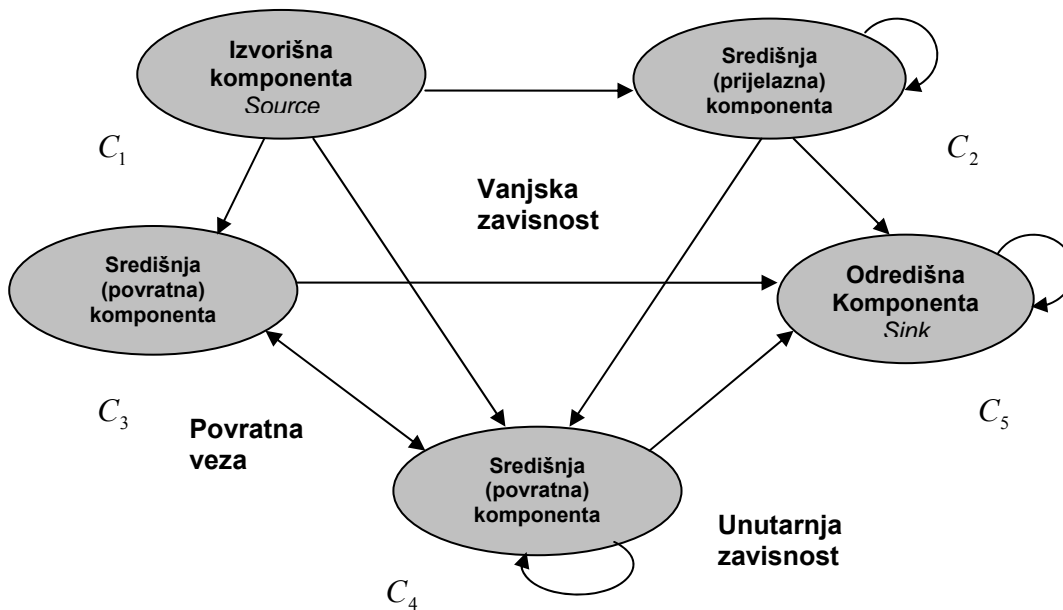 Izvorišna
komponenta
Source
Središnja
(prijelazna)
komponenta
C1
C2
Vanjska
zavisnost
Središnja
(povratna)
komponenta
Odredišna
Komponenta
Sink
C3
C5
Povratna
veza
Središnja
(povratna)
komponenta
Unutarnja
zavisnost
C4